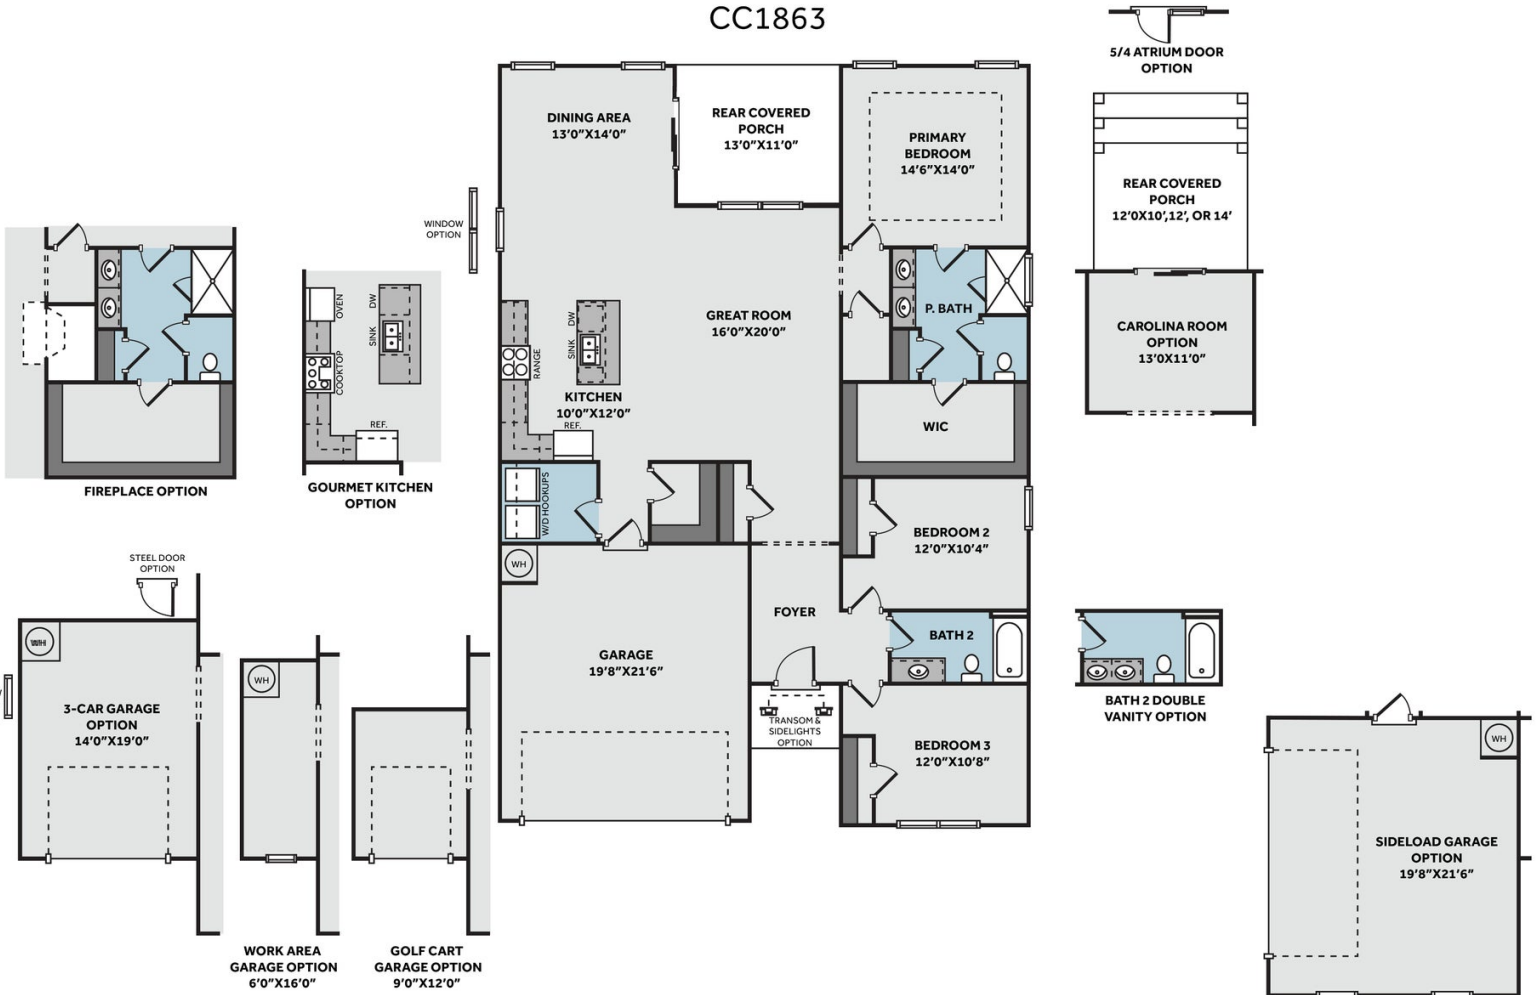 CC1863
5/4 ATRIUM DOOR
OPTION
DINING AREA
13'0"X14'0"
REAR COVERED
PORCH
13'0"X11'0"
PRIMARY
BEDROOM
14'6"X14'0"
REAR COVERED
PORCH
12'0X10',12', OR 14'
WINDOW
OPTION
P. BATH
GREAT ROOM
16'0"X20'0"
CAROLINA ROOM
OPTION
13'0X11'0"
OVEN
DW
SINK
COOKTOP
REF.
DW
SINK
RANGE
KITCHEN
10'0"X12'0"
REF.
WIC
FIREPLACE OPTION
GOURMET KITCHEN
OPTION
W/D HOOKUPS
BEDROOM 2
12'0"X10'4"
STEEL DOOR
OPTION
WH
FOYER
BATH 2
WH
GARAGE
19'8"X21'6"
WH
BATH 2 DOUBLE
VANITY OPTION
3-CAR GARAGE
OPTION
14'0"X19'0"
TRANSOM &
SIDELIGHTS
OPTION
BEDROOM 3
12'0"X10'8"
WH
SIDELOAD GARAGE
OPTION
19'8"X21'6"
WORK AREA
GARAGE OPTION
6'0"X16'0"
GOLF CART
GARAGE OPTION
9'0"X12'0"